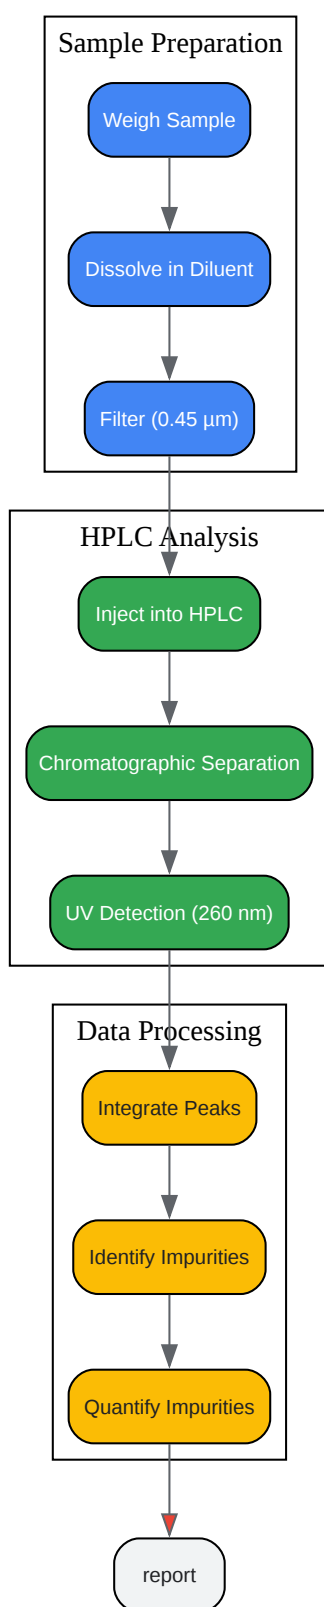 Sample Preparation
Weigh Sample
Dissolve in Diluent
Filter (0.45 µm)
HPLC Analysis
Inject into HPLC
Chromatographic Separation
UV Detection (260 nm)
Data Processing
Integrate Peaks
Identify Impurities
Quantify Impurities
report